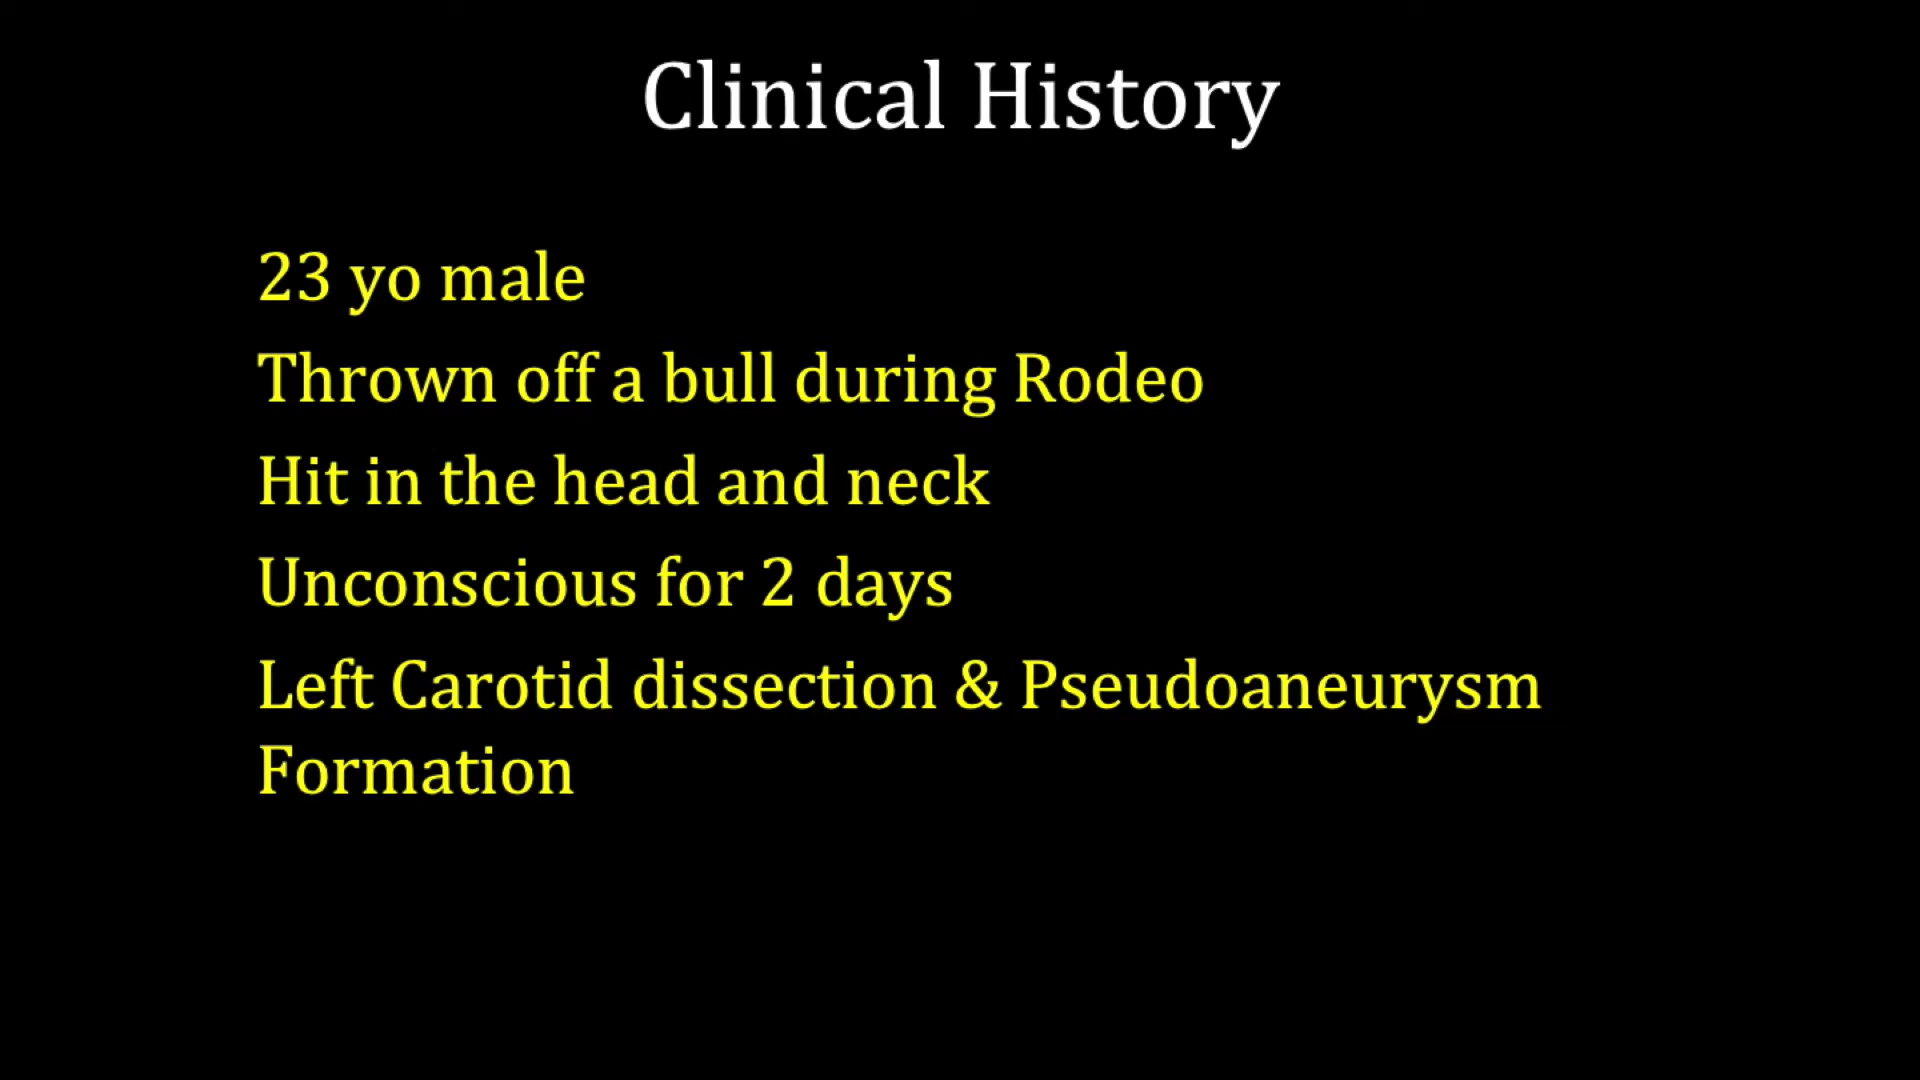 Clinical History
23 yo male
Thrown off a bull during Rodeo
Hit in the head and neck
Unconscious for 2 days
Left Carotid dissection & Pseudoaneurysm
Formation